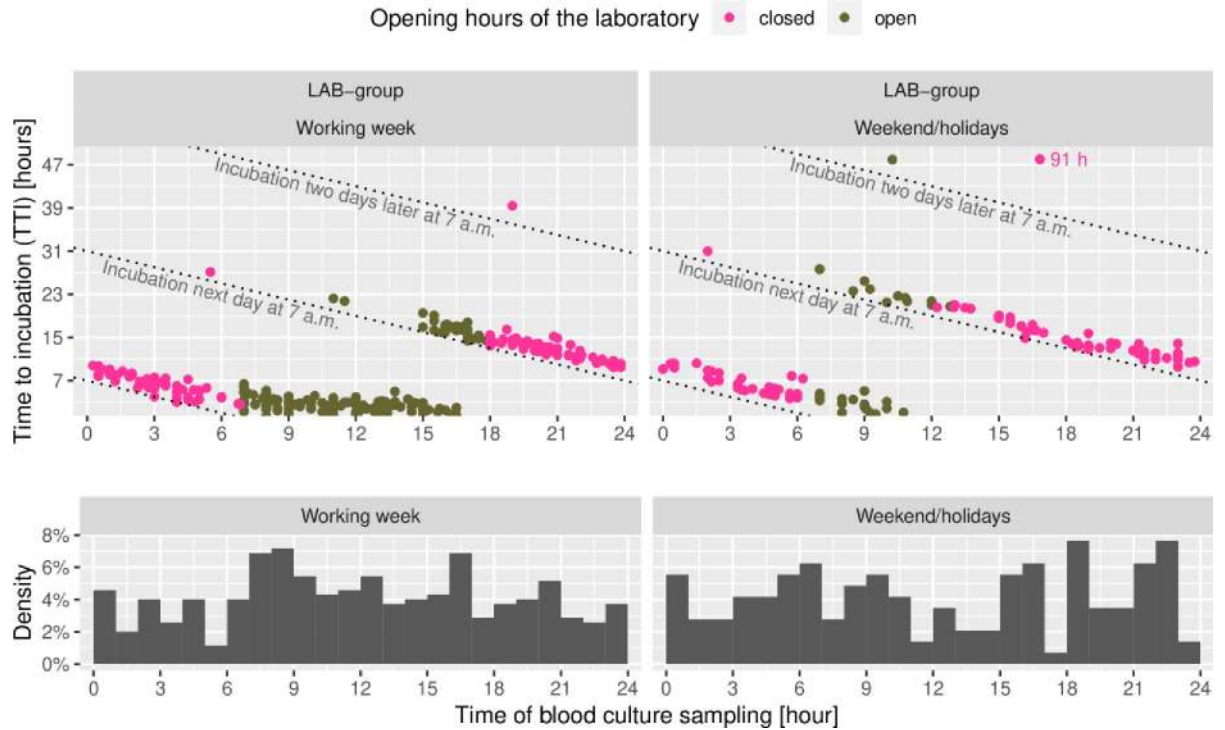 Opening hours of the laboratory closed open
LAB-group LAB-group
Working week Weekend/holidays
Time to incubation (TTI) [hours]
47
39
31
23
15
7
Incubation two days later at 7 a.m.
Incubation next day at 7 a.m.
0 3 6 9 12 15 18 21 24
91 h
Incubation two days later at 7 a.m.
Incubation next day at 7 a.m.
0 3 6 9 12 15 18 21 24
Working week Weekend/holidays
Density
8%
6%
4%
2%
0%
0 3 6 9 12 15 18 21 24
0 3 6 9 12 15 18 21 24
Time of blood culture sampling [hour]